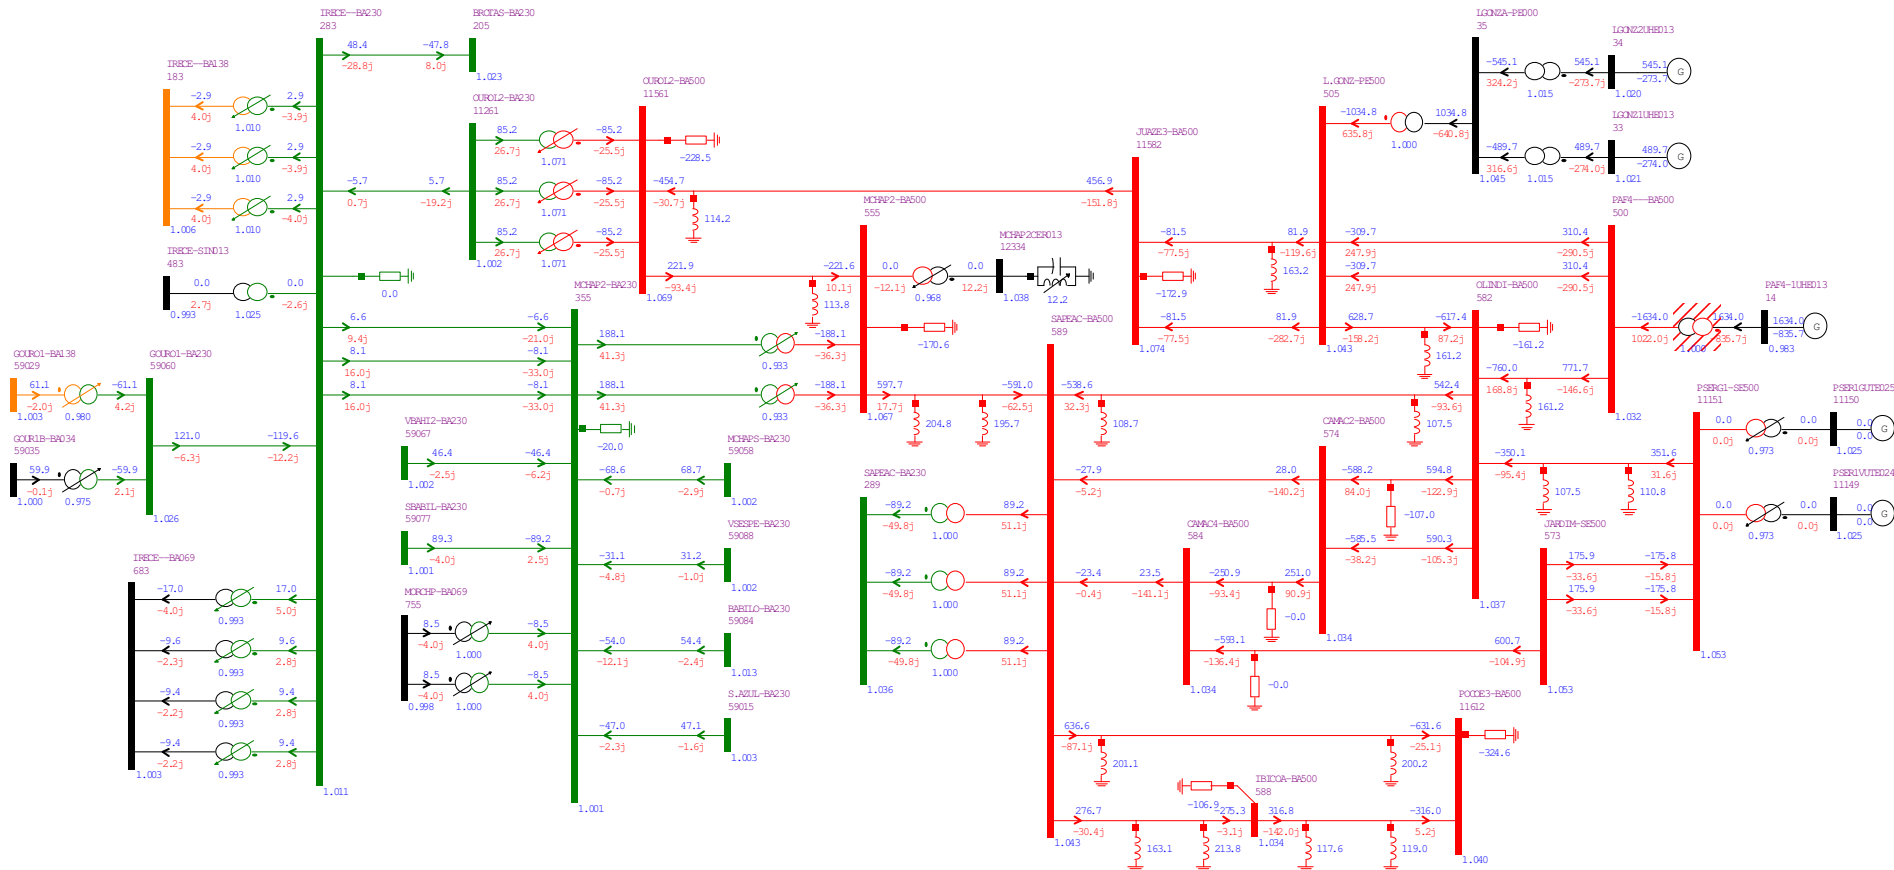 IRECE--BA230
283
48.4
-28.8j
-47.8
8.0j
BROTAS-BA230
205
1.023
IRECE--BA138
183
-2.9
4.0j
2.9
-3.9j
1.010
-2.9
4.0j
2.9
-3.9j
1.010
-2.9
4.0j
2.9
-4.0j
1.010
1.006
IRECE-SIN013
483
0.0
2.7j
0.0
-2.6j
0.993
1.025
-5.7
0.7j
5.7
-19.2j
0.0
6.6
9.4j
-6.6
-21.0j
8.1
16.0j
-8.1
-33.0j
8.1
16.0j
-8.1
-33.0j
OUROL2-BA230
11261
85.2
26.7j
-85.2
-25.5j
1.071
85.2
26.7j
-85.2
-25.5j
1.071
85.2
26.7j
-85.2
-25.5j
1.071
1.002
OUROL2-BA500
11561
-228.5
-454.7
-30.7j
114.2
456.9
-151.8j
221.9
-93.4j
-221.6
10.1j
113.8
1.069
MCHAP2-BA500
555
0.0
-12.1j
0.0
12.2j
0.968
MCHAP2CER013
12334
1.038
12.2
-170.6
597.7
17.7j
-591.0
-62.5j
204.8
195.7
1.067
MCHAP2-BA230
355
188.1
41.3j
-188.1
-36.3j
0.933
188.1
41.3j
-188.1
-36.3j
0.933
-20.0
GOURO1-BA138
59029
61.1
-2.0j
-61.1
4.2j
1.003
0.980
GOUR1B-BA034
59035
59.9
-0.1j
-59.9
2.1j
1.000
0.975
GOURO1-BA230
59060
121.0
-6.3j
-119.6
-12.2j
1.026
IRECE--BA069
683
-17.0
-4.0j
17.0
5.0j
0.993
-9.6
-2.3j
9.6
2.8j
0.993
-9.4
-2.2j
9.4
2.8j
0.993
-9.4
-2.2j
9.4
2.8j
0.993
1.003
1.011
VBAHI2-BA230
59067
46.4
-2.5j
-46.4
-6.2j
1.002
SBABIL-BA230
59077
89.3
-4.0j
-89.2
2.5j
1.001
MORCHP-BA069
755
8.5
-4.0j
-8.5
4.0j
1.000
8.5
-4.0j
-8.5
4.0j
0.998
1.000
MCHAPS-BA230
59058
-68.6
-0.7j
68.7
-2.9j
1.002
VSESPE-BA230
59088
-31.1
-4.8j
31.2
-1.0j
1.002
BABILO-BA230
59084
-54.0
-12.1j
54.4
-2.4j
1.013
S.AZUL-BA230
59015
-47.0
-2.3j
47.1
-1.6j
1.003
1.001
JUAZE3-BA500
11582
-81.5
-77.5j
81.9
-119.6j
163.2
-172.9
-81.5
-77.5j
81.9
-282.7j
1.074
L.GONZ-PE500
505
-1034.8
635.8j
1034.8
-640.8j
1.000
-309.7
247.9j
310.4
-290.5j
-309.7
247.9j
310.4
-290.5j
628.7
-158.2j
-617.4
87.2j
161.2
1.043
LGONZA-PE000
35
-545.1
324.2j
545.1
-273.7j
1.015
LGONZ2UHE013
34
545.1
-273.7
G
1.020
-489.7
316.6j
489.7
-274.0j
1.045
1.015
LGONZ1UHE013
33
489.7
-274.0
G
1.021
PAF4---BA500
500
-1634.0
1022.0j
1634.0
-835.7j
1.000
PAF4-1UHE013
14
1634.0
-835.7
G
0.983
-760.0
168.8j
771.7
-146.6j
161.2
1.032
OLINDI-BA500
582
-161.2
SAPEAC-BA500
589
-538.6
32.3j
108.7
542.4
-93.6j
107.5
-27.9
-5.2j
28.0
-140.2j
CAMAC2-BA500
574
-588.2
84.0j
594.8
-122.9j
-107.0
-585.5
-38.2j
590.3
-105.3j
1.034
-350.1
-95.4j
351.6
31.6j
107.5
110.8
1.037
PSERG1-SE500
11151
0.0
0.0j
0.0
0.0j
0.973
PSER1GUTE025
11150
0.0
0.0
G
1.025
0.0
0.0j
0.0
0.0j
0.973
PSER1VUTE024
11149
0.0
0.0
G
1.025
1.053
SAPEAC-BA230
289
-89.2
-49.8j
89.2
51.1j
1.000
-89.2
-49.8j
89.2
51.1j
1.000
-89.2
-49.8j
89.2
51.1j
1.000
1.036
CAMAC4-BA500
584
-23.4
-0.4j
23.5
-141.1j
-250.9
-93.4j
251.0
90.9j
-0.0
-593.1
-136.4j
600.7
-104.9j
-0.0
1.034
JARDIM-SE500
573
175.9
-33.6j
-175.8
-15.8j
175.9
-33.6j
-175.8
-15.8j
1.053
636.6
-87.1j
-631.6
-25.1j
201.1
200.2
POCOE3-BA500
11612
-324.6
IBICOA-BA500
588
-106.9
276.7
-30.4j
-275.3
-3.1j
163.1
213.8
316.8
-142.0j
-316.0
5.2j
1.034
117.6
119.0
1.043
1.040